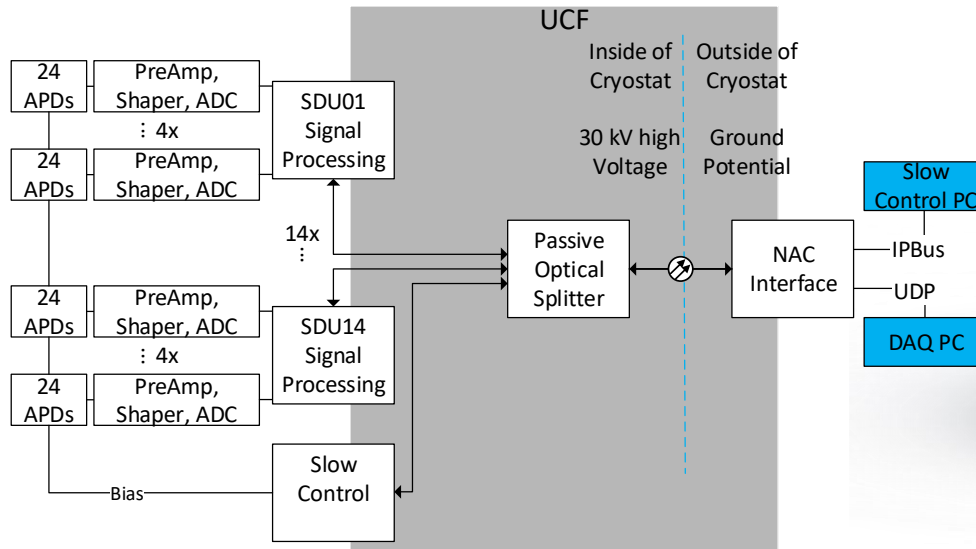 UCF
Inside of
Cryostat
Outside of
Cryostat
30 kV high
Voltage
Ground
Potential
24
APDs
PreAmp,
Shaper, ADC
⋮ 4x
24
APDs
PreAmp,
Shaper, ADC
SDU01
Signal
Processing
14x
⋮
24
APDs
PreAmp,
Shaper, ADC
⋮ 4x
24
APDs
PreAmp,
Shaper, ADC
SDU14
Signal
Processing
Bias
Slow
Control
Passive
Optical
Splitter
NAC
Interface
Slow
Control PC
IPBus
UDP
DAQ PC